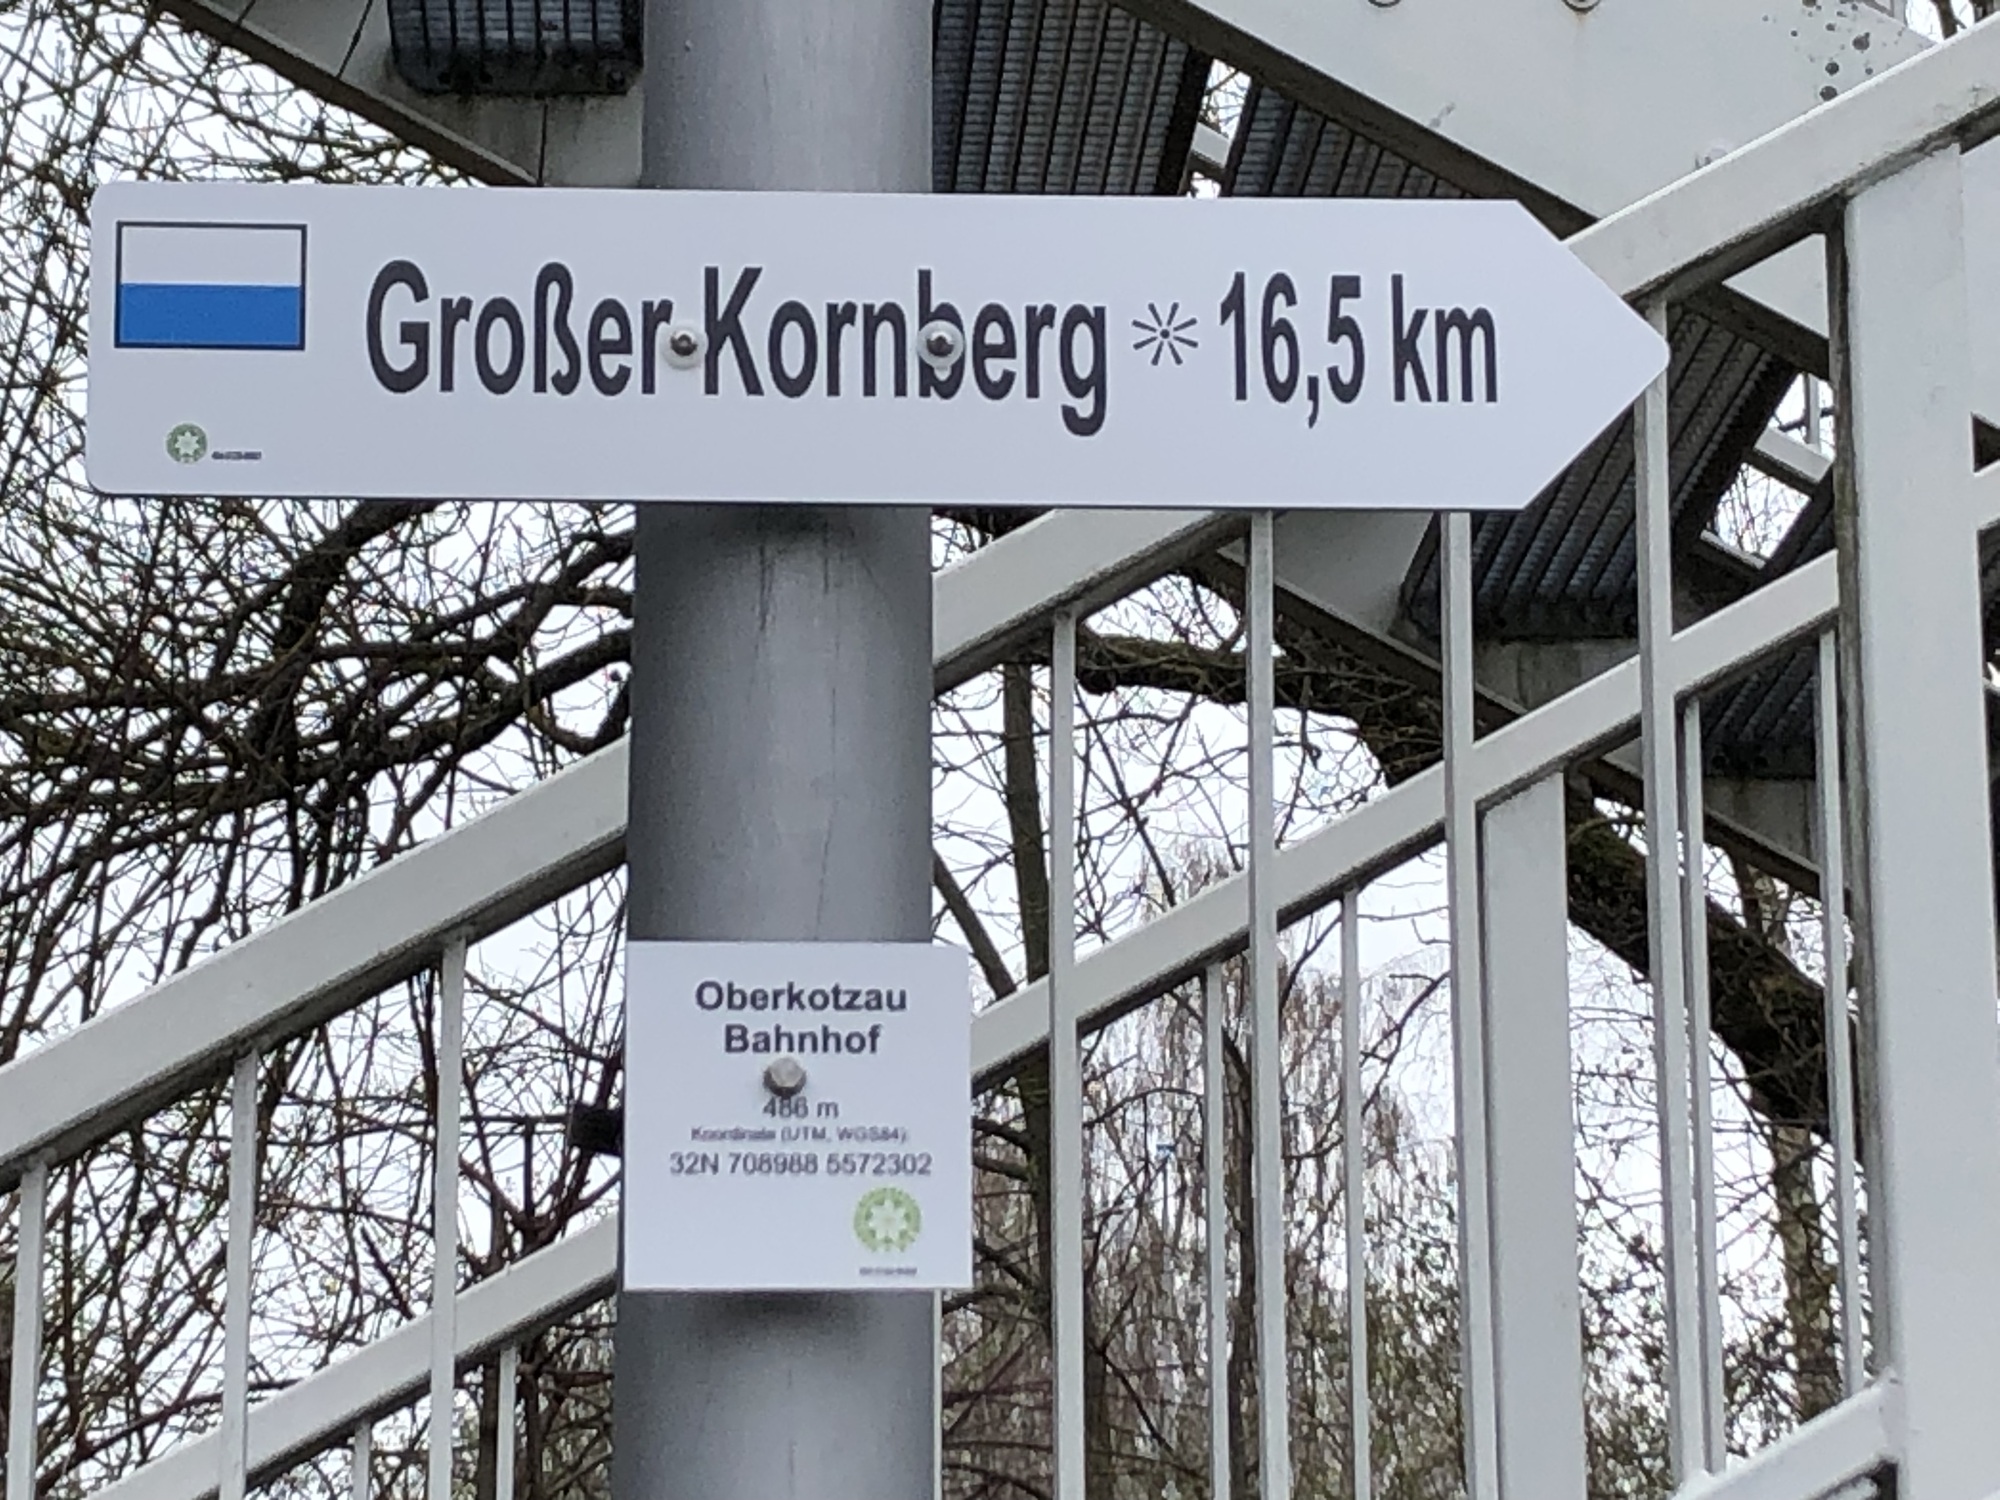 Großer Kornberg ☼ 16,5 km
Oberkotzau
Bahnhof
486 m
Koordinate (UTM, WGS84):
32N 708988 5572302